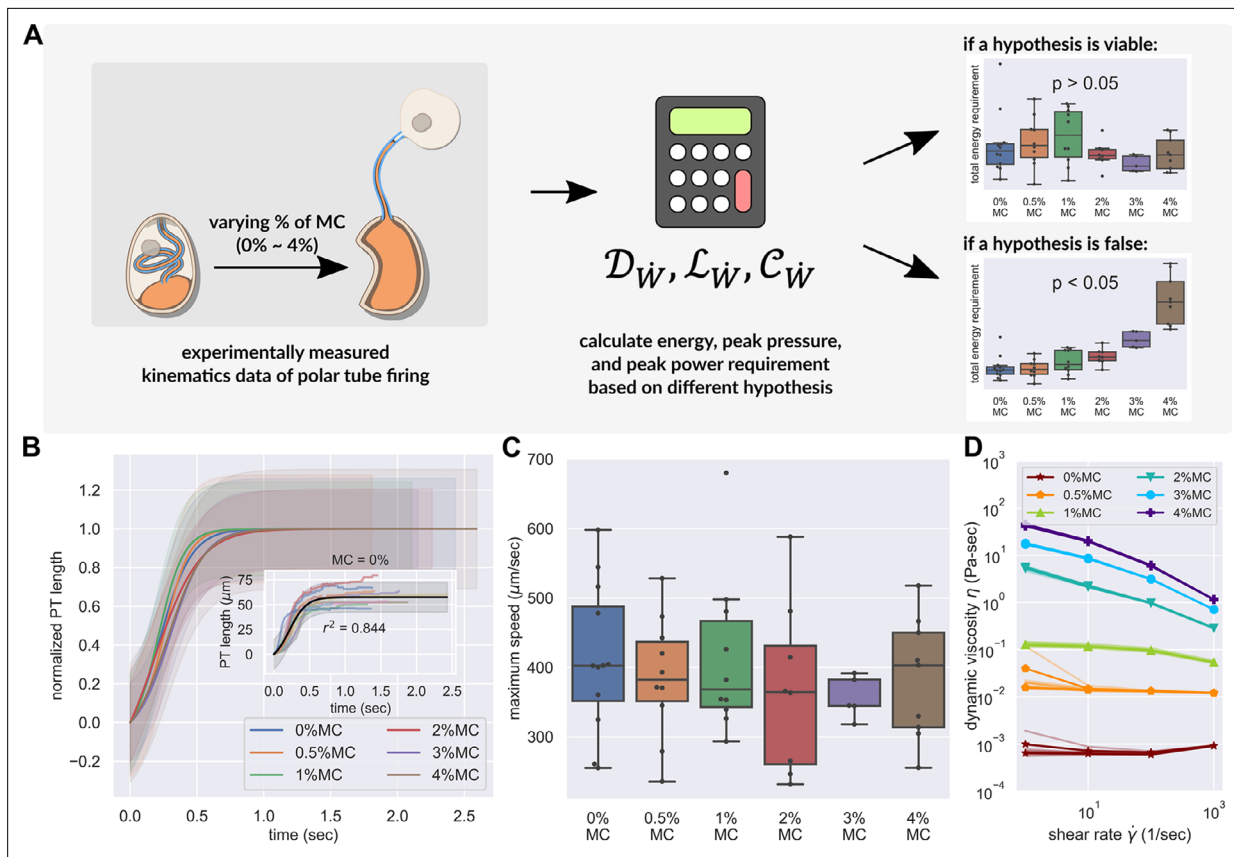 A
varying % of MC
(0% ~ 4%)
experimentally measured
kinematics data of polar tube firing
𝒟_Ẇ, ℒ_Ẇ, 𝒞_Ẇ
calculate energy, peak pressure,
and peak power requirement
based on different hypothesis
if a hypothesis is viable:
total energy requirement
p > 0.05
0% MC
0.5% MC
1% MC
2% MC
3% MC
4% MC
if a hypothesis is false:
total energy requirement
p < 0.05
0% MC
0.5% MC
1% MC
2% MC
3% MC
4% MC
B
normalized PT length
1.2
1.0
0.8
0.6
0.4
0.2
0.0
−0.2
0.0 0.5 1.0 1.5 2.0 2.5
time (sec)
MC = 0%
PT length (μm)
75
50
25
0
r² = 0.844
0.0 0.5 1.0 1.5 2.0 2.5
time (sec)
0%MC
0.5%MC
1%MC
2%MC
3%MC
4%MC
C
maximum speed (μm/sec)
700
600
500
400
300
0% MC
0.5% MC
1% MC
2% MC
3% MC
4% MC
D
dynamic viscosity η (Pa-sec)
10³
10²
10¹
10⁰
10⁻¹
10⁻²
10⁻³
10⁻⁴
0%MC
0.5%MC
1%MC
2%MC
3%MC
4%MC
10¹ 10³
shear rate γ̇ (1/sec)